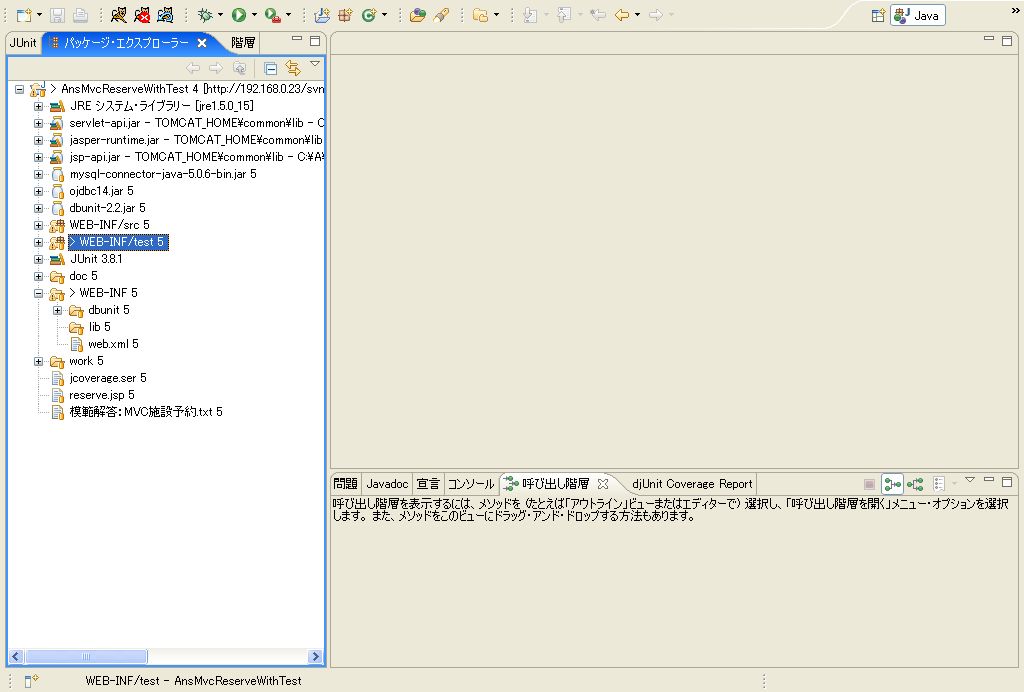 Java
JUnit
パッケージ・エクスプローラー
階層
> AnsMvcReserveWithTest 4 [http://192.168.0.23/svn
JRE システム・ライブラリー [jre1.5.0_15]
servlet-api.jar - TOMCAT_HOME¥common¥lib - C
jasper-runtime.jar - TOMCAT_HOME¥common¥lib
jsp-api.jar - TOMCAT_HOME¥common¥lib - C:¥A¥
mysql-connector-java-5.0.6-bin.jar 5
ojdbc14.jar 5
dbunit-2.2.jar 5
WEB-INF/src 5
> WEB-INF/test 5
JUnit 3.8.1
doc 5
> WEB-INF 5
dbunit 5
lib 5
web.xml 5
work 5
jcoverage.ser 5
reserve.jsp 5
模範解答：MVC施設予約.txt 5
問題
Javadoc
宣言
コンソール
呼び出し階層
djUnit Coverage Report
呼び出し階層を表示するには、メソッドを (たとえば「アウトライン」ビューまたはエディターで) 選択し、「呼び出し階層を開く」メニュー・オプションを選択
します。また、メソッドをこのビューにドラッグ・アンド・ドロップする方法もあります。
WEB-INF/test - AnsMvcReserveWithTest